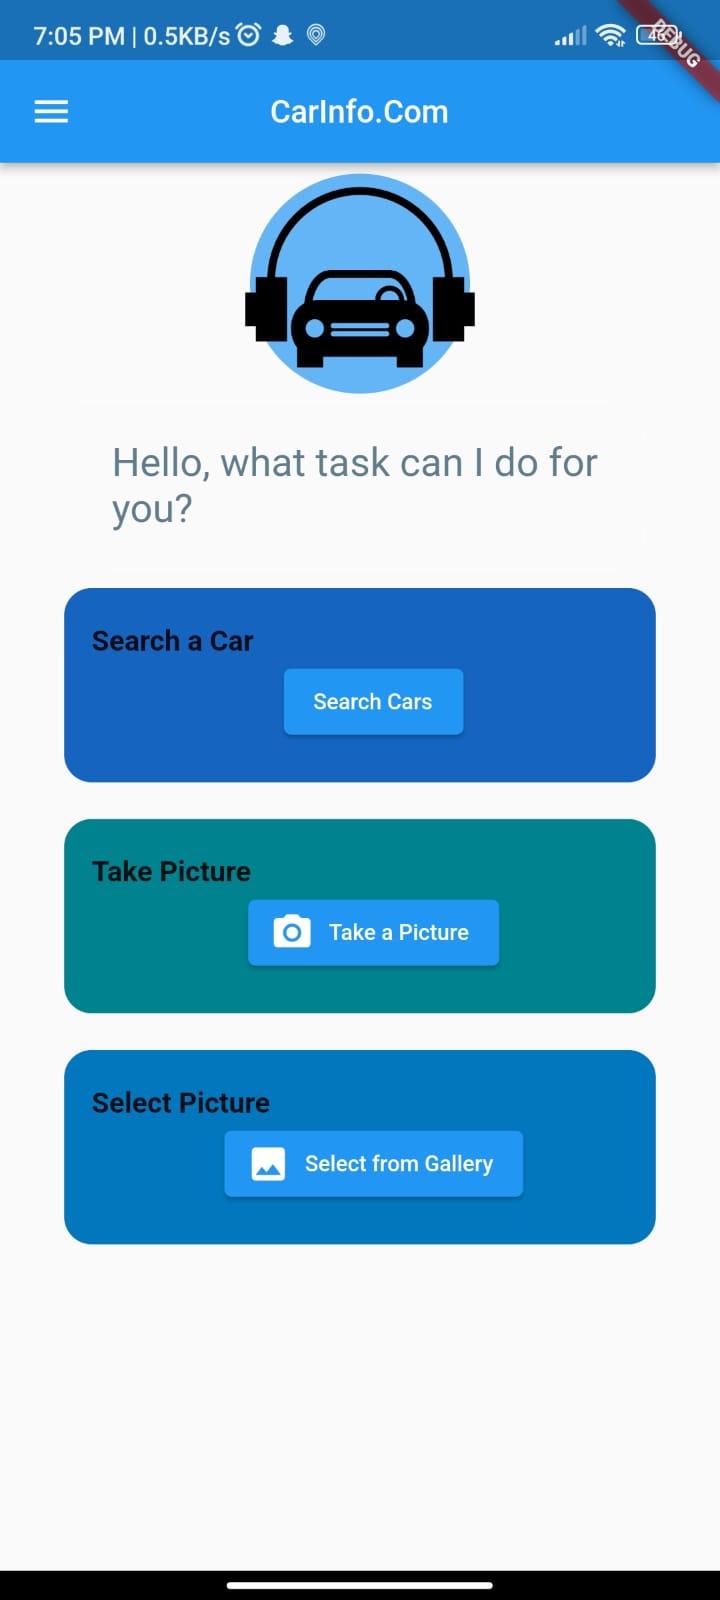 7:05 PM | 0.5KB/s
DEBUG
CarInfo.Com
Hello, what task can I do for
you?
Search a Car
Search Cars
Take Picture
Take a Picture
Select Picture
Select from Gallery